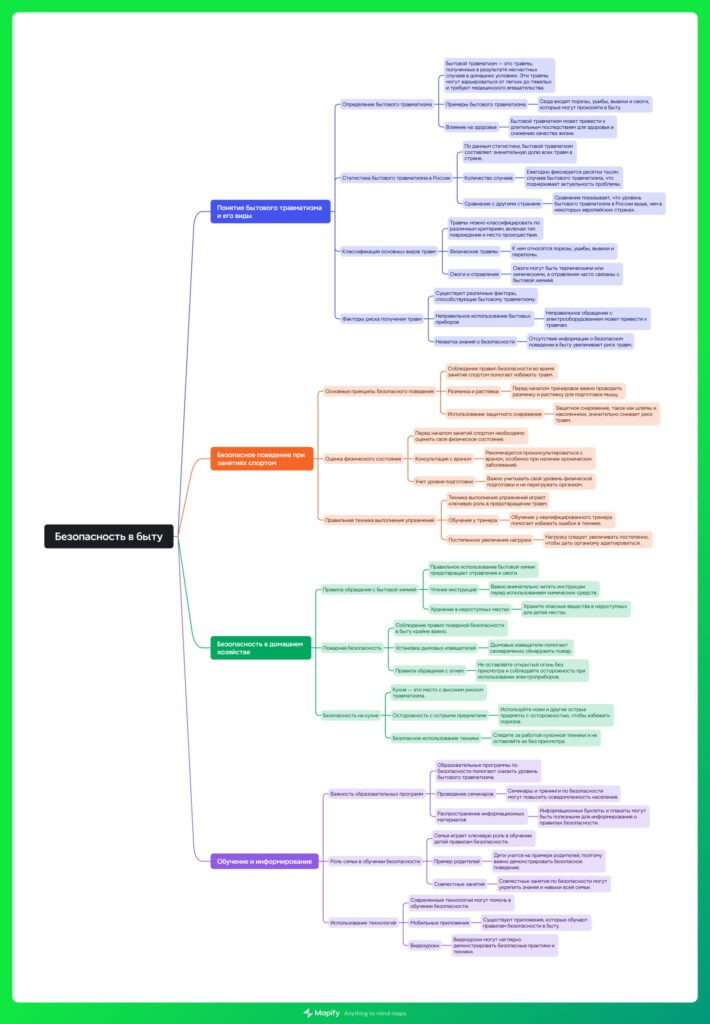 Безопасность в быту
Понятие бытового травматизма
и его виды
Определение бытового травматизма
Бытовой травматизм — это травмы,
полученные в результате несчастных
случаев в домашних условиях. Эти травмы
могут варьироваться от легких до тяжелых
и требуют медицинского вмешательства.
Примеры бытового травматизма
Сюда входят порезы, ушибы, вывихи и ожоги,
которые могут произойти в быту.
Влияние на здоровье
Бытовой травматизм может привести к
длительным последствиям для здоровья и
снижению качества жизни.
Статистика бытового травматизма в России
По данным статистики, бытовой травматизм
составляет значительную долю всех травм в
стране.
Количество случаев
Ежегодно фиксируется десятки тысяч
случаев бытового травматизма, что
подчеркивает актуальность проблемы.
Сравнение с другими странами
Сравнение показывает, что уровень
бытового травматизма в России выше, чем в
некоторых европейских странах.
Классификация основных видов травм
Травмы можно классифицировать по
различным критериям, включая тип
повреждения и место происшествия.
Физические травмы
К ним относятся порезы, ушибы, вывихи и
переломы.
Ожоги и отравления
Ожоги могут быть термическими или
химическими, а отравления часто связаны с
бытовой химией.
Факторы риска получения травм
Существуют различные факторы,
способствующие бытовому травматизму.
Неправильное использование бытовых
приборов
Неправильное обращение с
электрооборудованием может привести к
травмам.
Нехватка знаний о безопасности
Отсутствие информации о безопасном
поведении в быту увеличивает риск травм.
Безопасное поведение при
занятиях спортом
Основные принципы безопасного поведения
Соблюдение правил безопасности во время
занятий спортом помогает избежать травм.
Разминка и растяжка
Перед началом тренировок важно проводить
разминку и растяжку для подготовки мышц.
Использование защитного снаряжения
Защитное снаряжение, такое как шлемы и
наколенники, значительно снижает риск
травм.
Оценка физического состояния
Перед началом занятий спортом необходимо
оценить свое физическое состояние.
Консультация с врачом
Рекомендуется проконсультироваться с
врачом, особенно при наличии хронических
заболеваний.
Учет уровня подготовки
Важно учитывать свой уровень физической
подготовки и не перегружать организм.
Правильная техника выполнения упражнений
Техника выполнения упражнений играет
ключевую роль в предотвращении травм.
Обучение у тренера
Обучение у квалифицированного тренера
помогает избежать ошибок в технике.
Постепенное увеличение нагрузки
Нагрузку следует увеличивать постепенно,
чтобы дать организму адаптироваться.
Безопасность в домашнем
хозяйстве
Правила обращения с бытовой химией
Правильное использование бытовой химии
предотвращает отравления и ожоги.
Чтение инструкций
Важно внимательно читать инструкции
перед использованием химических средств.
Хранение в недоступных местах
Храните опасные вещества в недоступных
для детей местах.
Пожарная безопасность
Соблюдение правил пожарной безопасности
в быту крайне важно.
Установка дымовых извещателей
Дымовые извещатели помогают
своевременно обнаружить пожар.
Правила обращения с огнем
Не оставляйте открытый огонь без
присмотра и соблюдайте осторожность при
использовании электроприборов.
Безопасность на кухне
Кухня — это место с высоким риском
травматизма.
Осторожность с острыми предметами
Используйте ножи и другие острые
предметы с осторожностью, чтобы избежать
порезов.
Безопасное использование техники
Следите за работой кухонной техники и не
оставляйте ее без присмотра.
Обучение и информирование
Важность образовательных программ
Образовательные программы по
безопасности помогают снизить уровень
бытового травматизма.
Проведение семинаров
Семинары и тренинги по безопасности
могут повысить осведомленность населения.
Распространение информационных
материалов
Информационные буклеты и плакаты могут
быть полезными для информирования о
правилах безопасности.
Роль семьи в обучении безопасности
Семья играет ключевую роль в обучении
детей правилам безопасности.
Пример родителей
Дети учатся на примере родителей, поэтому
важно демонстрировать безопасное
поведение.
Совместные занятия
Совместные занятия по безопасности могут
укрепить знания и навыки всей семьи.
Использование технологий
Современные технологии могут помочь в
обучении безопасности.
Мобильные приложения
Существуют приложения, которые обучают
правилам безопасности в быту.
Видеоуроки
Видеоуроки могут наглядно
демонстрировать безопасные практики и
техники.
Mapify Anything to mind maps